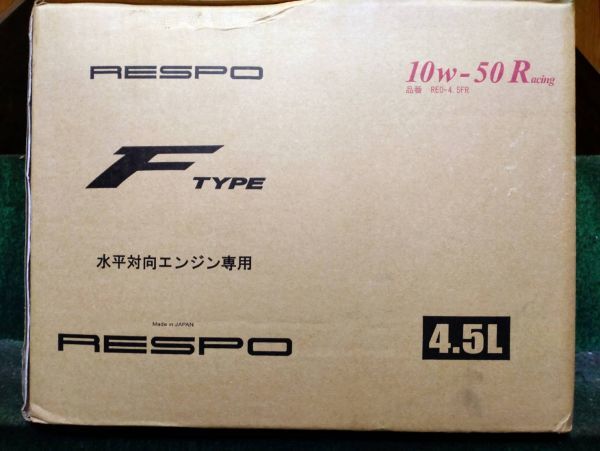 RESPO
10w-50 Racing
品番 REO-4.5FR
F TYPE
水平対向エンジン専用
Made in JAPAN
RESPO
4.5L